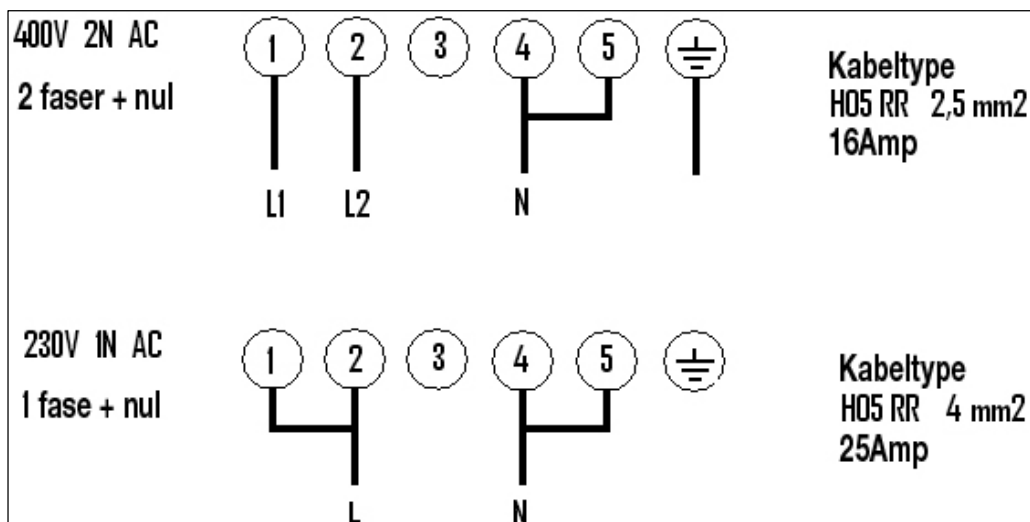 400V 2N AC
2 faser + nul
1 2 3 4 5
L1 L2 N
Kabeltype
H05 RR 2,5 mm2
16Amp
230V 1N AC
1 fase + nul
1 2 3 4 5
L N
Kabeltype
H05 RR 4 mm2
25Amp